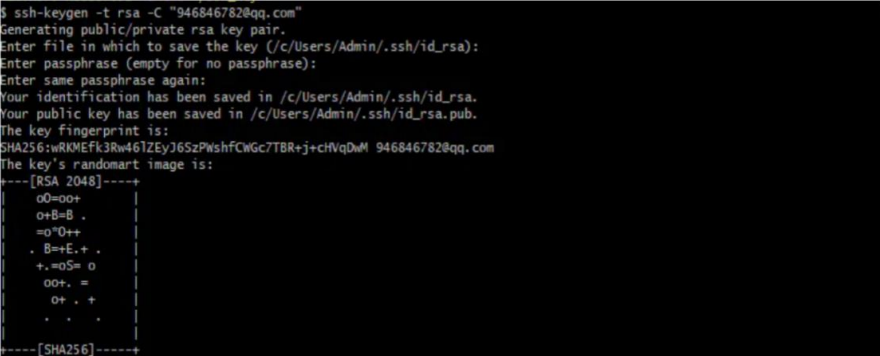 $ ssh-keygen -t rsa -C "946846782@qq.com"
Generating public/private rsa key pair.
Enter file in which to save the key (/c/Users/Admin/.ssh/id_rsa):
Enter passphrase (empty for no passphrase):
Enter same passphrase again:
Your identification has been saved in /c/Users/Admin/.ssh/id_rsa.
Your public key has been saved in /c/Users/Admin/.ssh/id_rsa.pub.
The key fingerprint is:
SHA256:wRKMEfk3Rw46lZEyJ6SzPWshfCWGc7TBR+j+cHVqDwM 946846782@qq.com
The key's randomart image is:
+---[RSA 2048]----+
|    oO=oo+       |
|    o+B=B .      |
|    =o*O++       |
|   . B=+E.+ .    |
|    +.=oS= o     |
|     oo+. =      |
|      o+ . +     |
|     .  .   .    |
|                 |
+----[SHA256]-----+